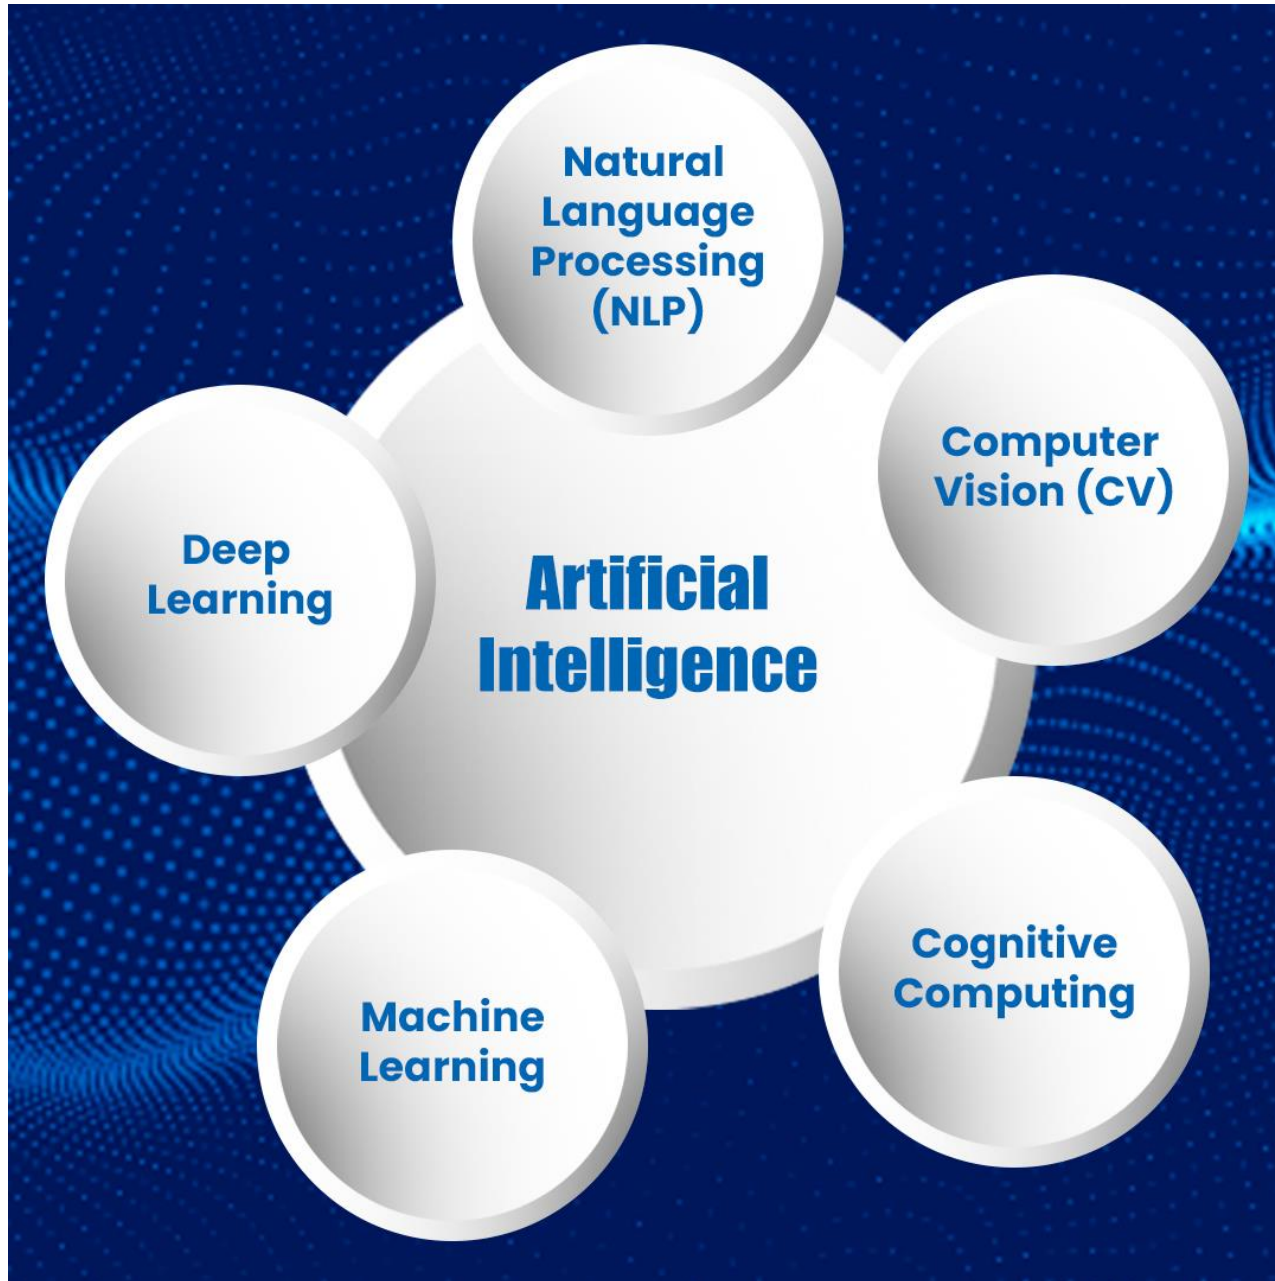 Natural
Language
Processing
(NLP)
Computer
Vision (CV)
Deep
Learning
Artificial
Intelligence
Cognitive
Computing
Machine
Learning